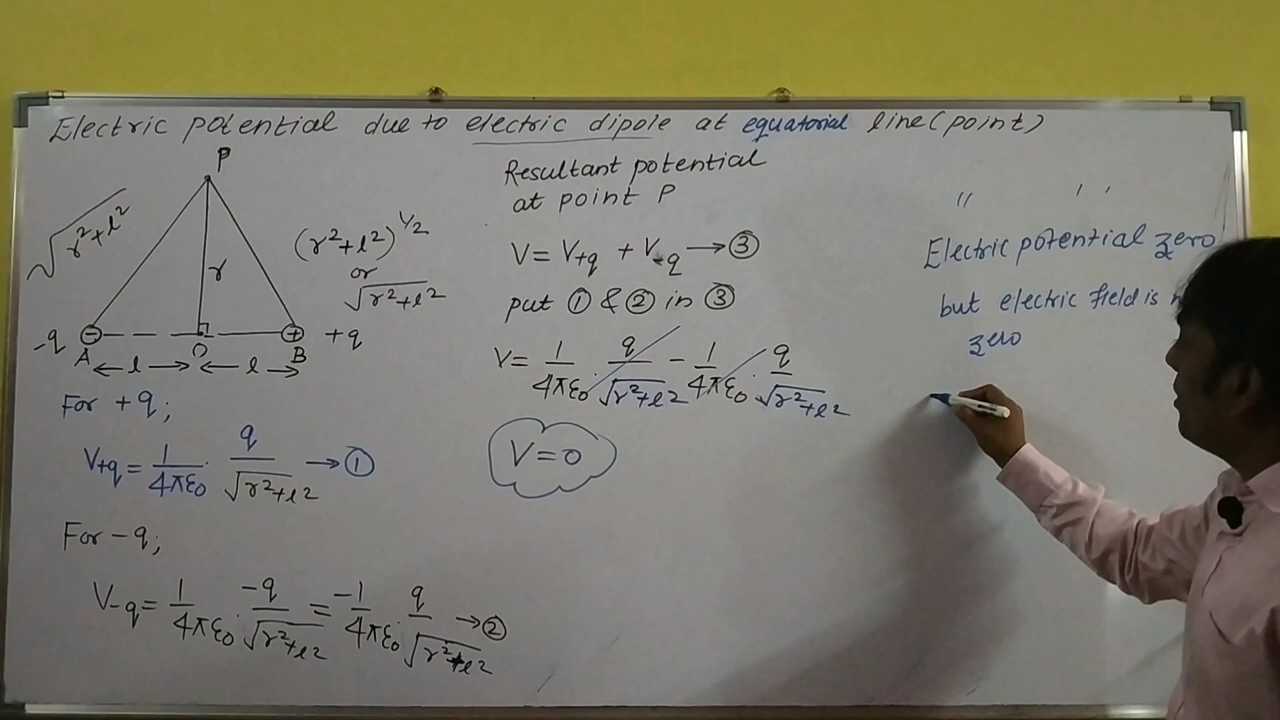 Electric potential due to electric dipole at equatorial line (point)
P
√r²+l²
r
(r²+l²)^1/2
or
√r²+l²
-q − + +q
A O B
l l
For +q;
V+q = 1/4πε₀ · q/√r²+l² → ①
For -q;
V-q = 1/4πε₀ · -q/√r²+l² = -1/4πε₀ · q/√r²+l² → ②
Resultant potential
at point P
V = V+q + V-q → ③
put ① & ② in ③
V = 1/4πε₀ · q/√r²+l² - 1/4πε₀ · q/√r²+l²
V = 0
" "
Electric potential zero
but electric field is
zero